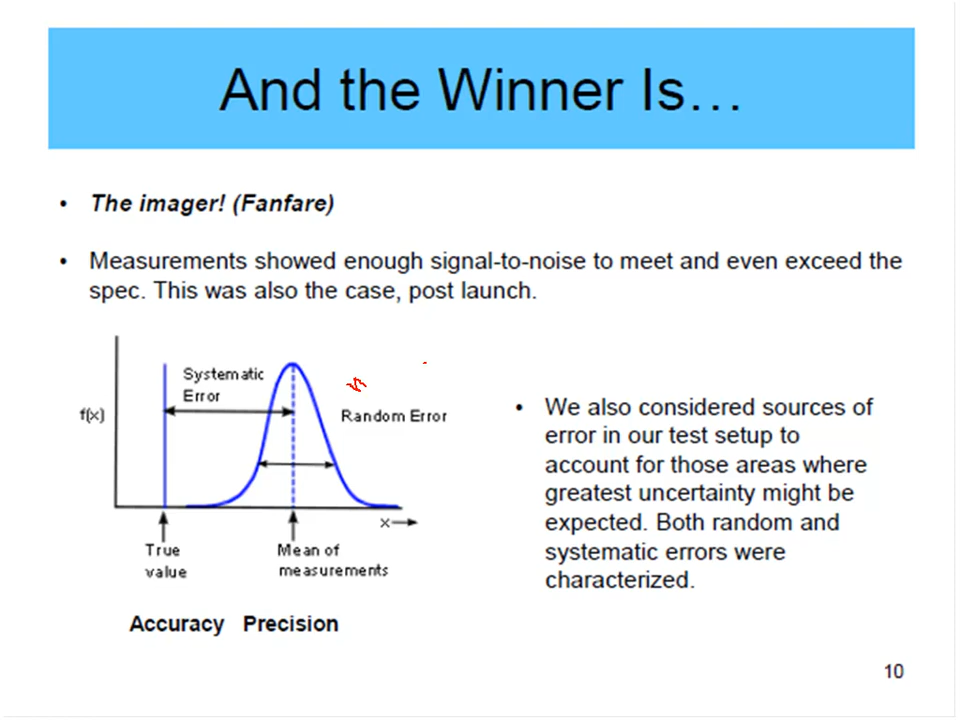 And the Winner Is…
• The imager! (Fanfare)
• Measurements showed enough signal-to-noise to meet and even exceed the
spec. This was also the case, post launch.
Systematic
Error
f(x)
Random Error
x
True
value
Mean of
measurements
Accuracy Precision
• We also considered sources of
error in our test setup to
account for those areas where
greatest uncertainty might be
expected. Both random and
systematic errors were
characterized.
10